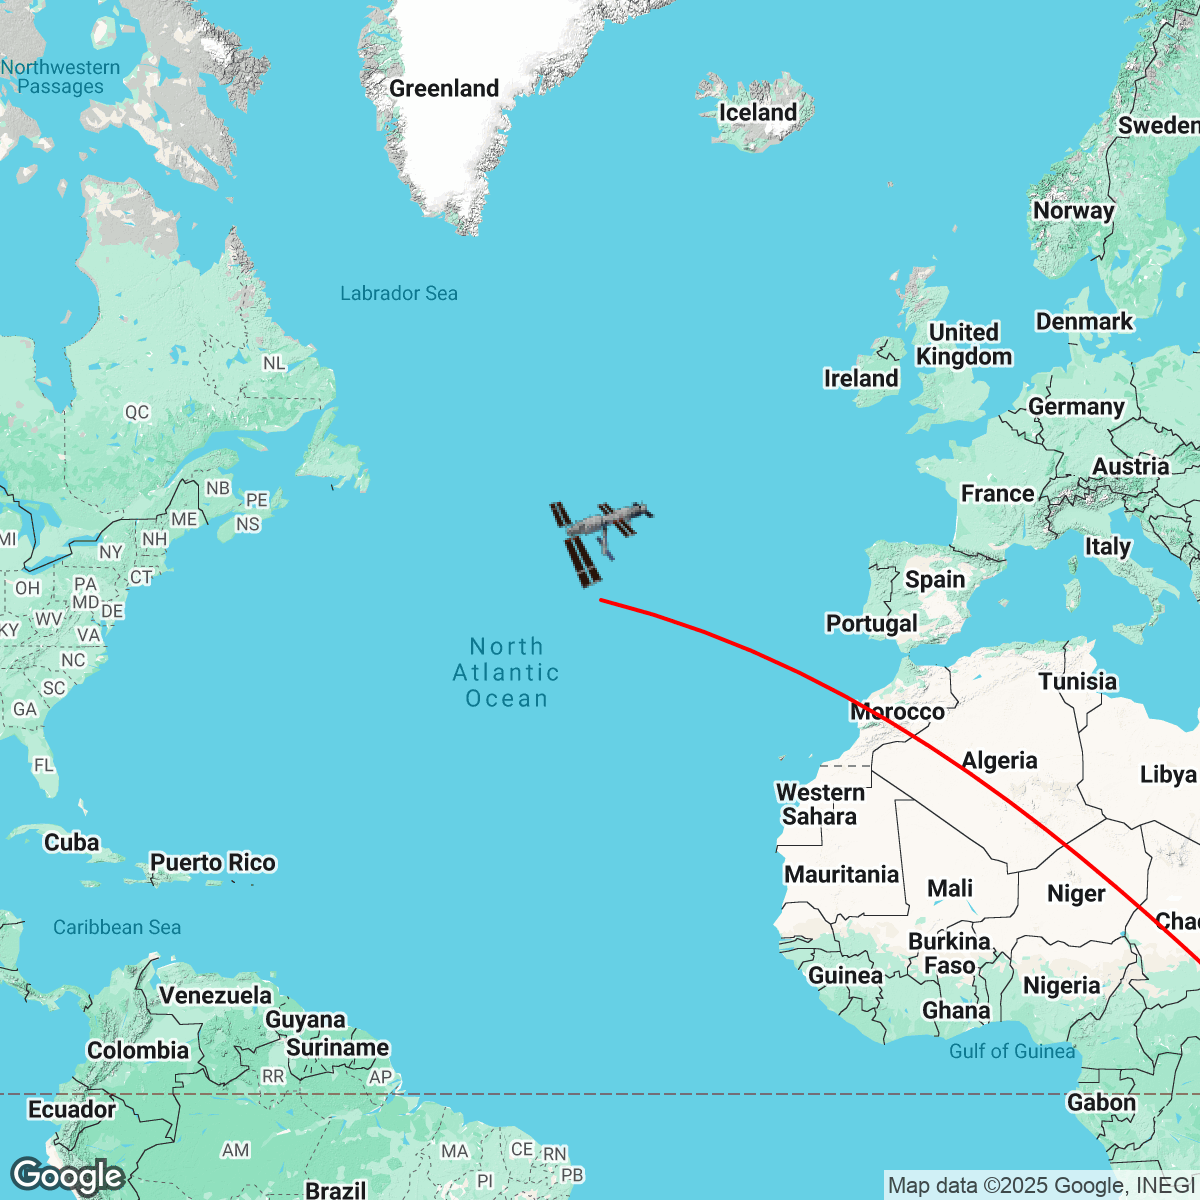 Northwestern
Passages
Greenland
Iceland
Sweden
Norway
Labrador Sea
Denmark
United
Kingdom
Ireland
NL
QC
Germany
Austria
France
NB
PE
ME
NS
MI
NH
NY
Italy
CT
Spain
OH
PA
MD
DE
WV
KY
VA
Portugal
North
Atlantic
Ocean
NC
SC
Tunisia
GA
Morocco
FL
Algeria
Libya
Western
Sahara
Cuba
Puerto Rico
Mauritania
Mali
Niger
Caribbean Sea
Chad
Burkina
Faso
Guinea
Nigeria
Venezuela
Ghana
Guyana
Suriname
Colombia
Gulf of Guinea
RR
AP
Ecuador
Gabon
AM
MA
CE
RN
PI
PB
Google
Brazil
Map data ©2025 Google, INEGI